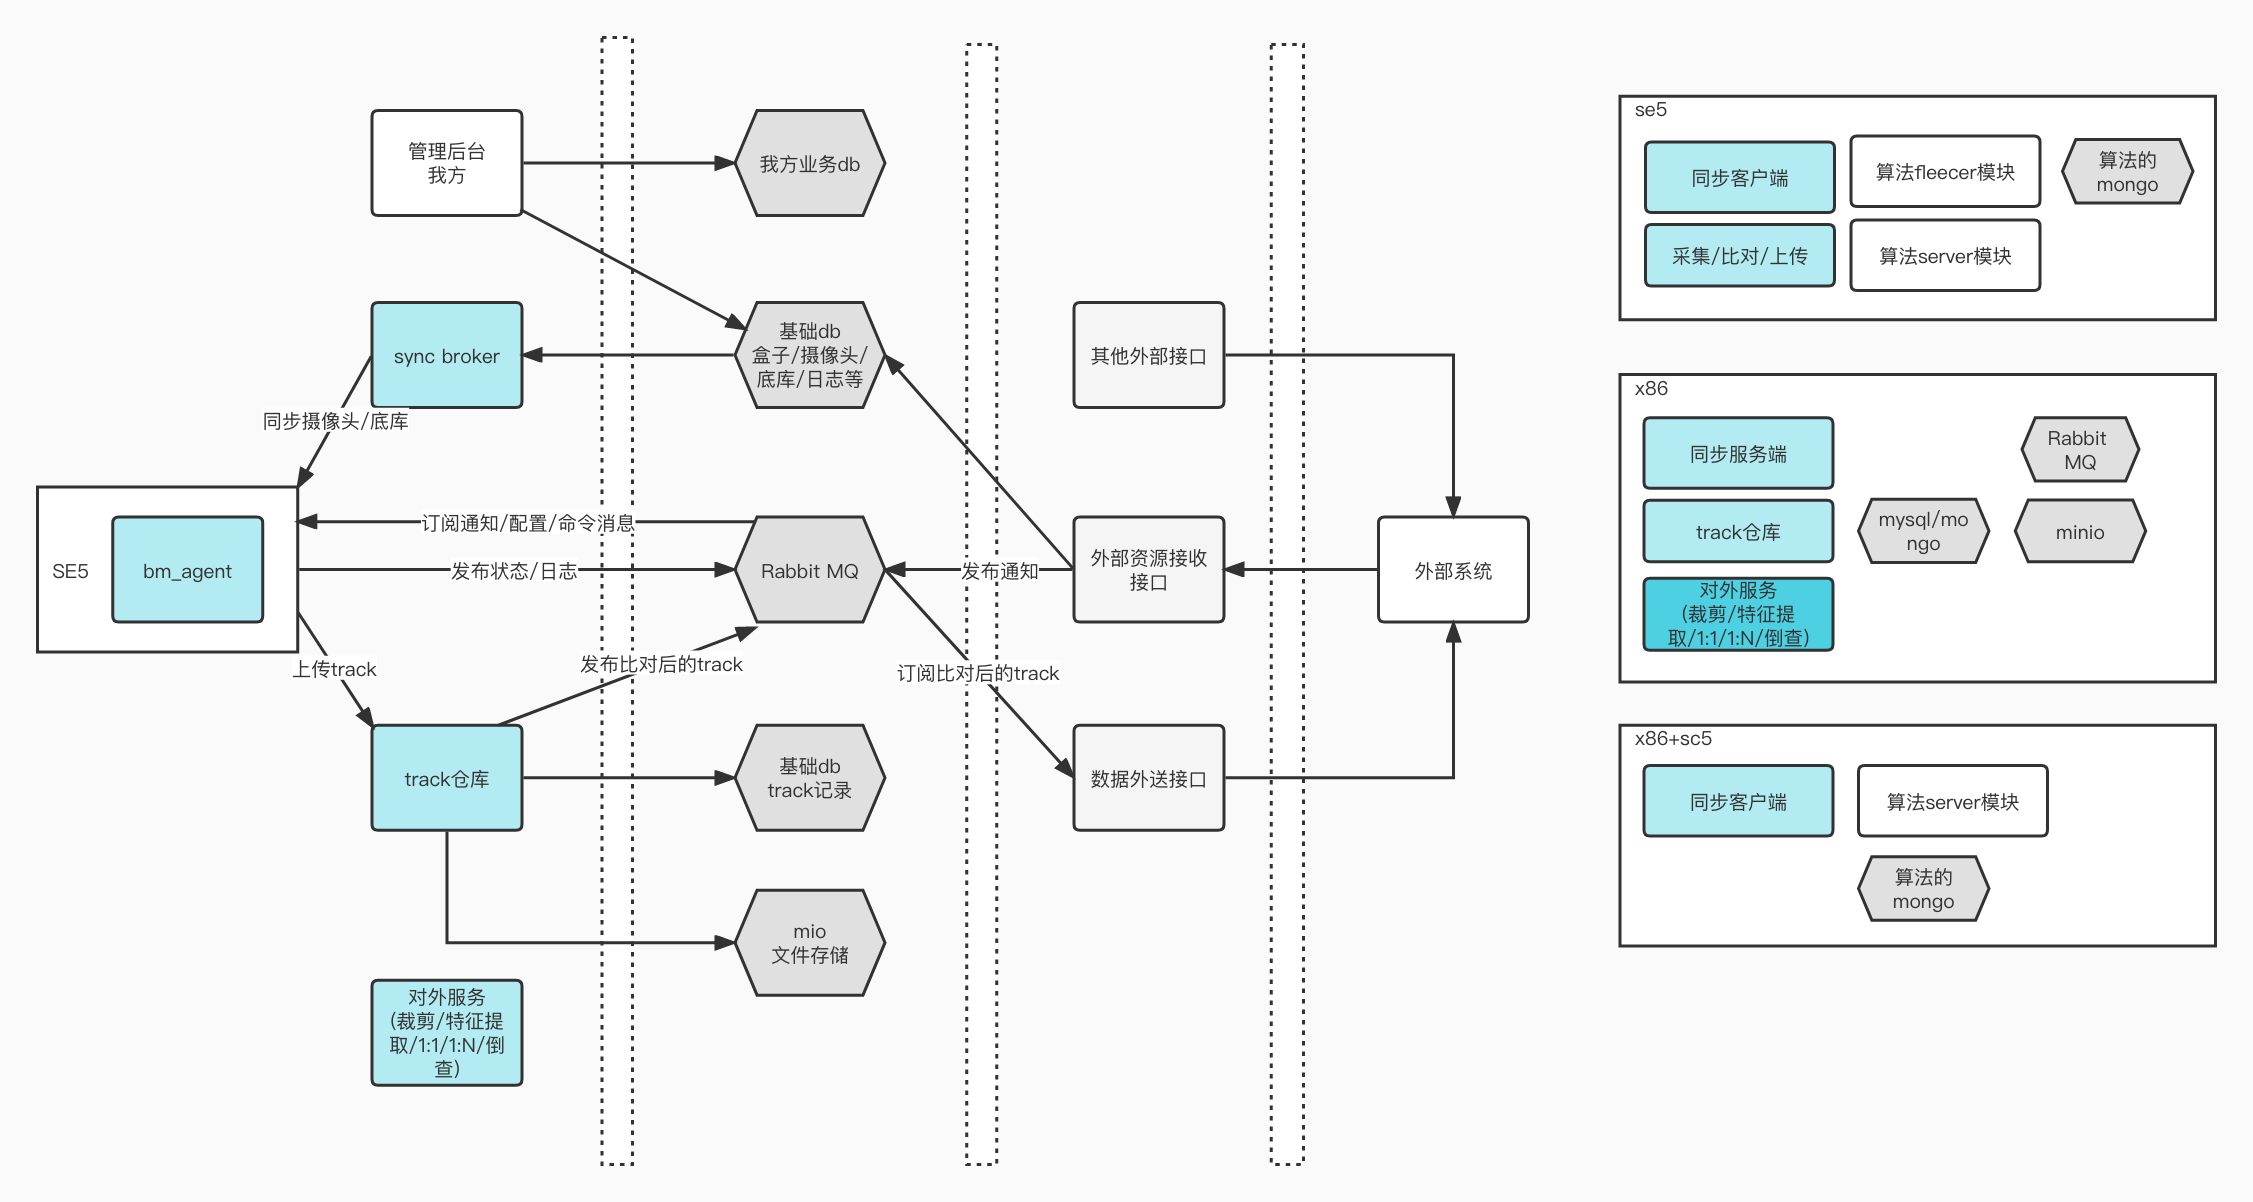 管理后台
我方
我方业务db
sync broker
基础db
盒子/摄像头/
底库/日志等
其他外部接口
同步摄像头/底库
订阅通知/配置/命令消息
SE5
bm_agent
发布状态/日志
Rabbit MQ
发布通知
外部资源接收
接口
外部系统
上传track
发布比对后的track
订阅比对后的track
track仓库
基础db
track记录
数据外送接口
mio
文件存储
对外服务
(裁剪/特征提
取/1:1/1:N/倒
查)
se5
同步客户端
算法fleecer模块
算法的
mongo
采集/比对/上传
算法server模块
x86
同步服务端
Rabbit
MQ
track仓库
mysql/mo
ngo
minio
对外服务
(裁剪/特征提
取/1:1/1:N/倒查)
x86+sc5
同步客户端
算法server模块
算法的
mongo